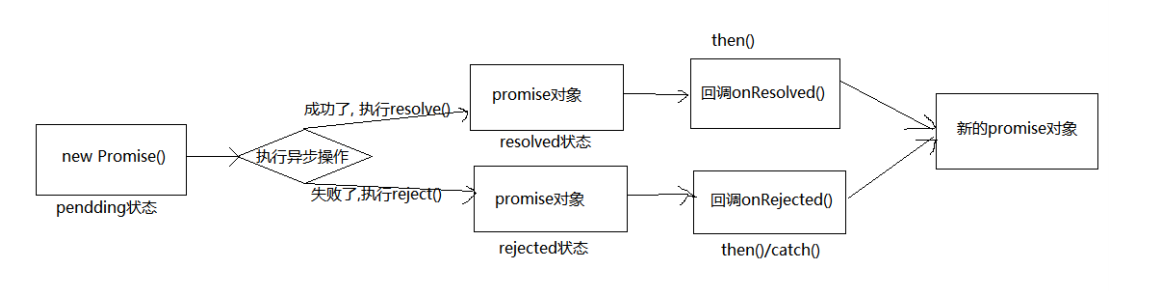 new Promise()
pendding状态
执行异步操作
成功了, 执行resolve()
失败了,执行reject()
promise对象
resolved状态
promise对象
rejected状态
then()
回调onResolved()
回调onRejected()
then()/catch()
新的promise对象